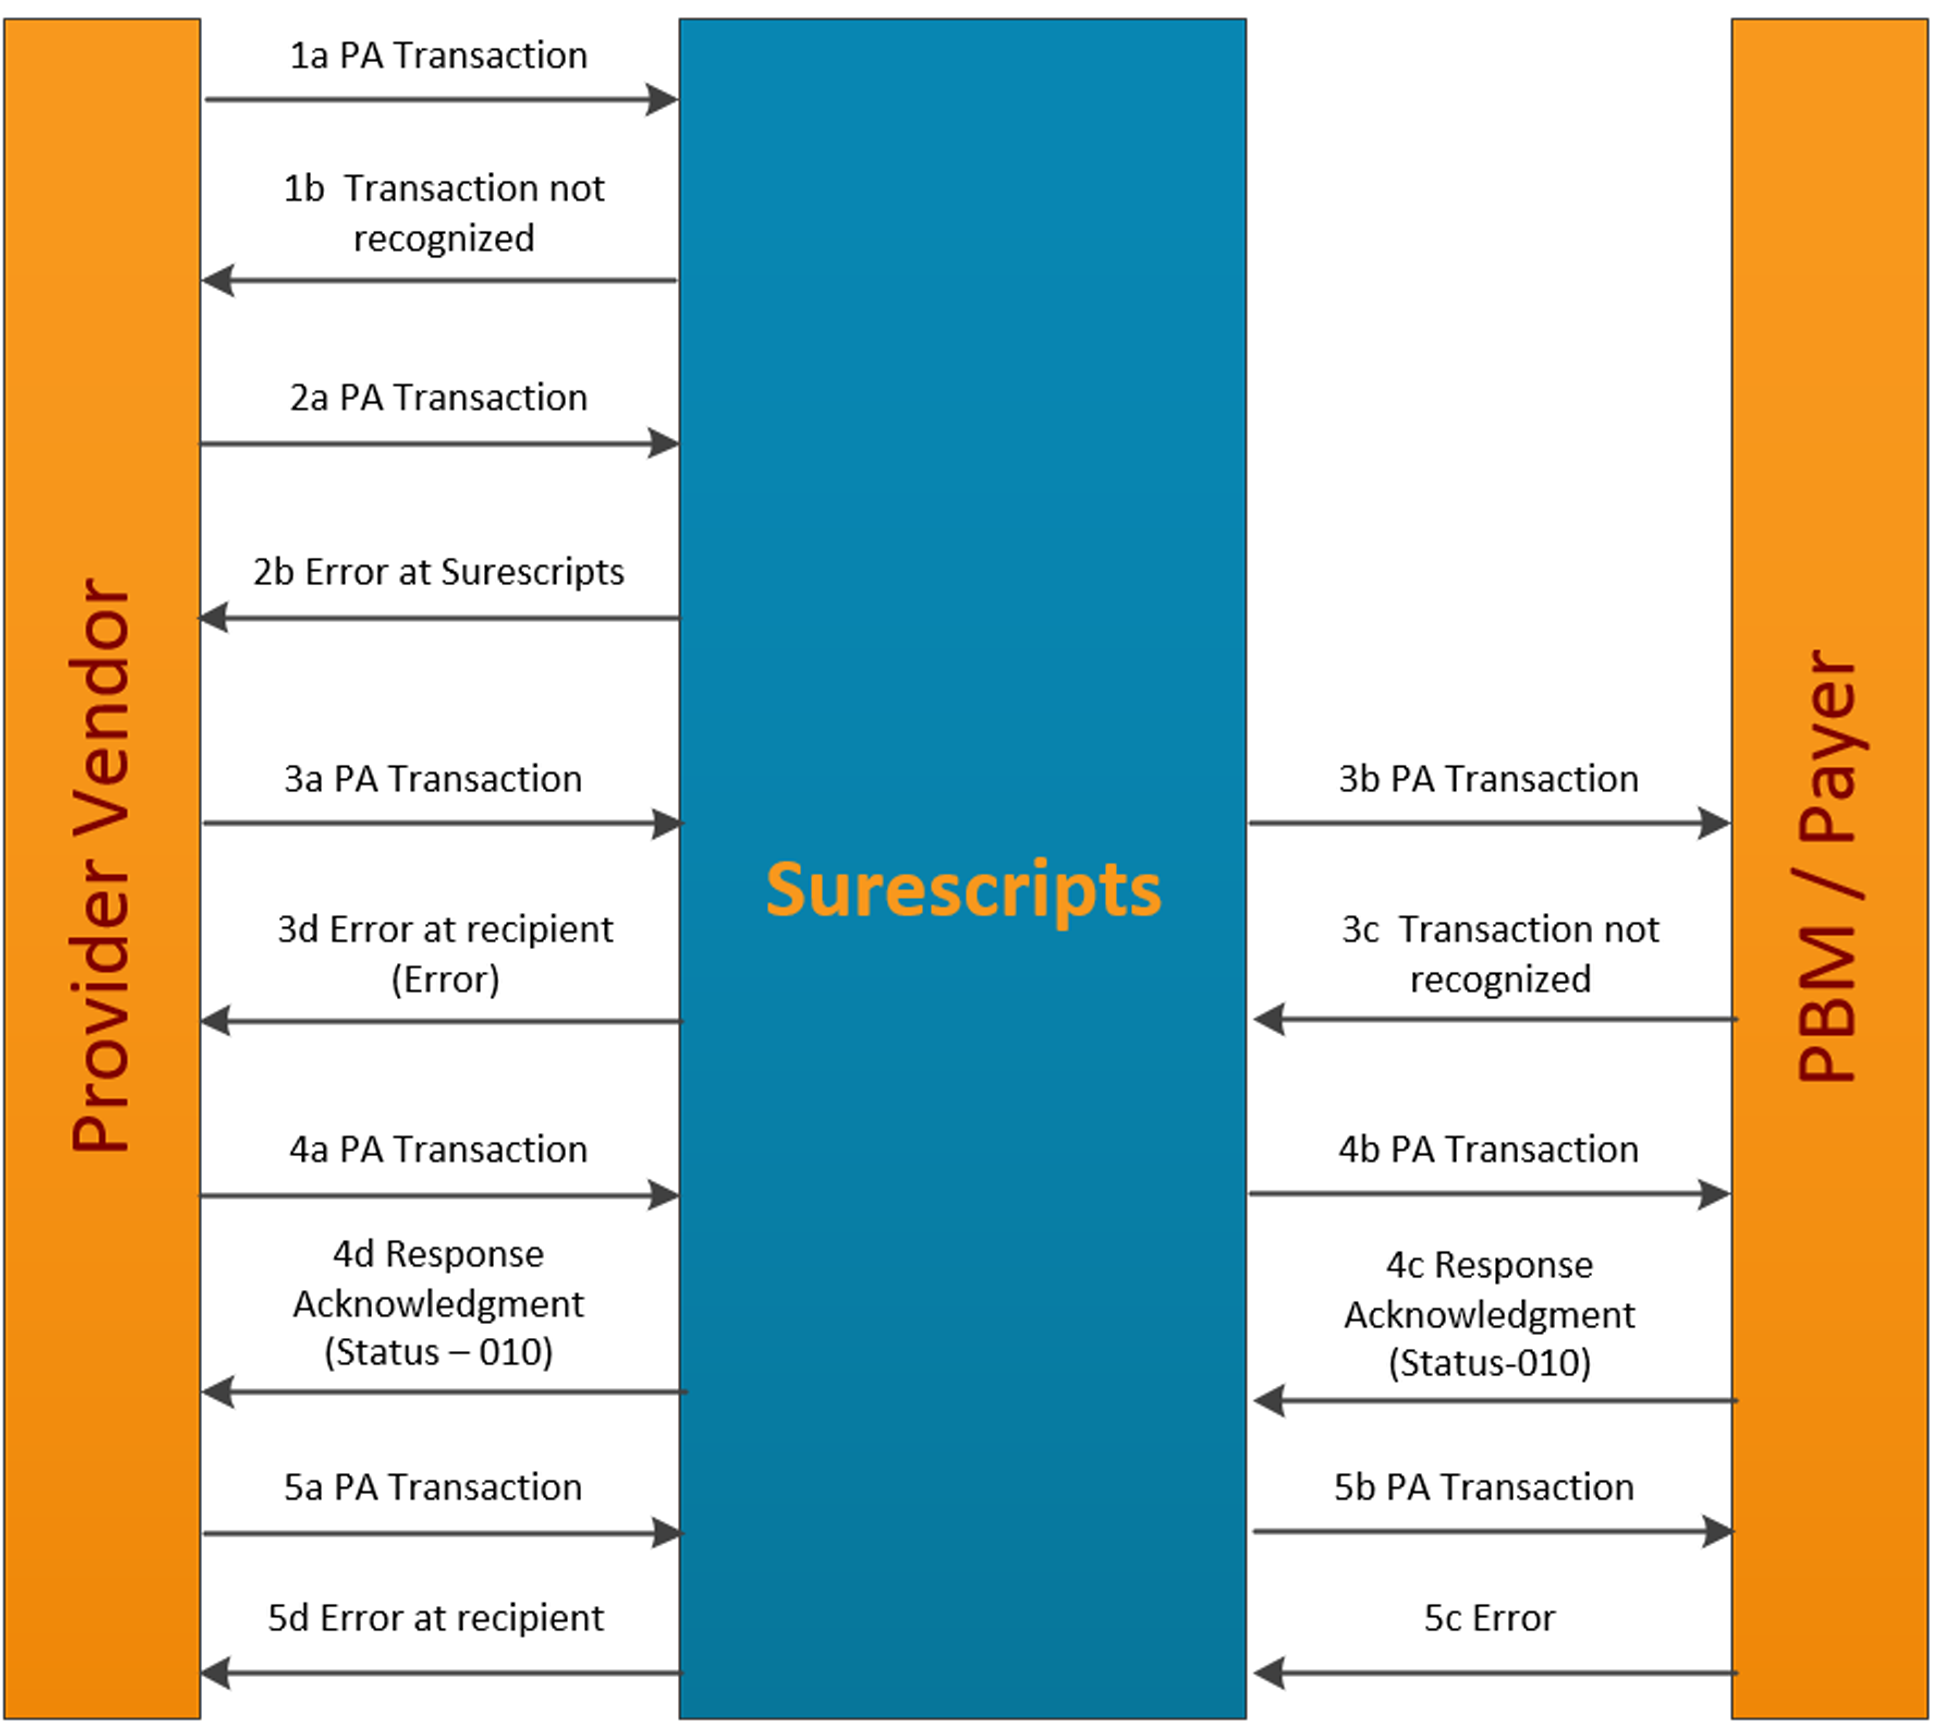 1a PA Transaction
1b  Transaction not
recognized
2a PA Transaction
2b Error at Surescripts
3a PA Transaction
3b PA Transaction
3d Error at recipient
(Error)
3c  Transaction not
recognized
4a PA Transaction
4b PA Transaction
4d Response
Acknowledgment
(Status – 010)
4c Response
Acknowledgment
(Status-010)
5a PA Transaction
5b PA Transaction
5d Error at recipient
5c Error
Provider Vendor
Surescripts
PBM / Payer